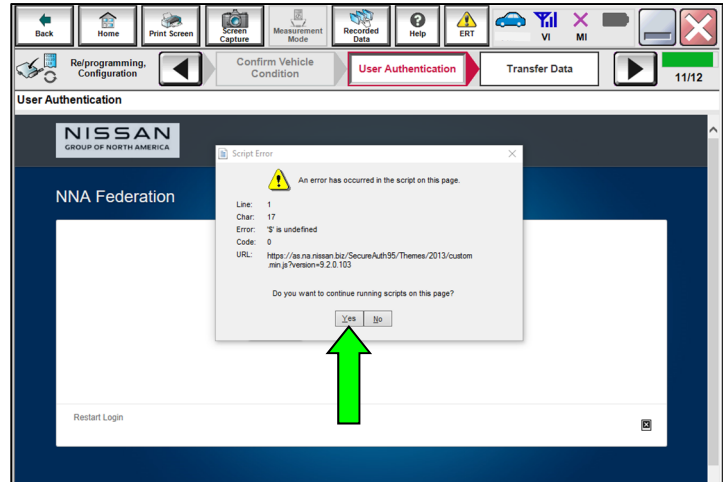 Back
Home
Print Screen
Screen
Capture
Measurement
Mode
Recorded
Data
Help
ERT
VI
MI
Re/programming,
Configuration
Confirm Vehicle
Condition
User Authentication
Transfer Data
11/12
User Authentication
NISSAN
GROUP OF NORTH AMERICA
NNA Federation
Script Error
An error has occurred in the script on this page.
Line: 1
Char: 17
Error: '$' is undefined
Code: 0
URL: https://as.na.nissan.biz/SecureAuth95/Themes/2013/custom
.min.js?version=9.2.0.103
Do you want to continue running scripts on this page?
Yes No
Restart Login